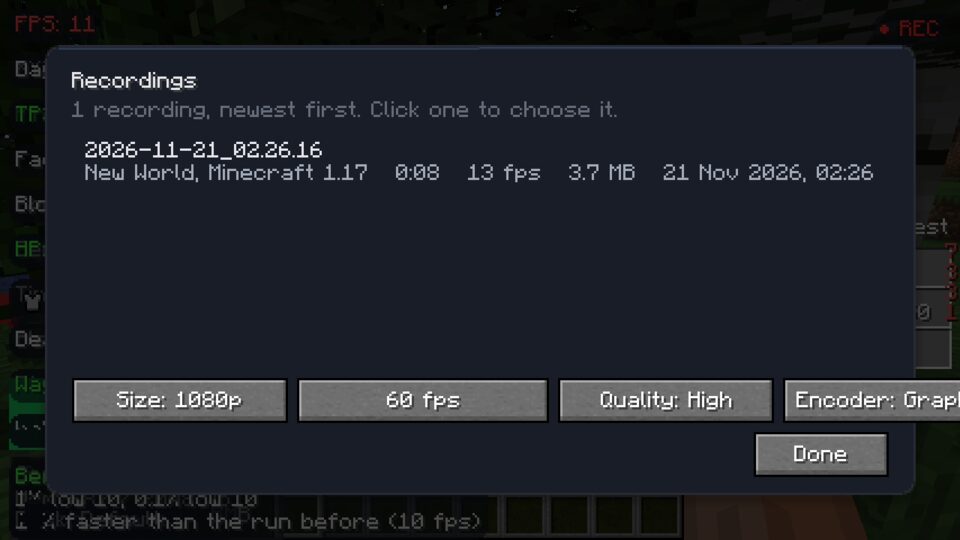 FPS: 11
REC
Recordings
1 recording, newest first. Click one to choose it.
2026-11-21_02.26.16
New World, Minecraft 1.17 0:08 13 fps 3.7 MB 21 Nov 2026, 02:26
Size: 1080p
60 fps
Quality: High
Encoder:
Done
faster than the run before (10 fps)